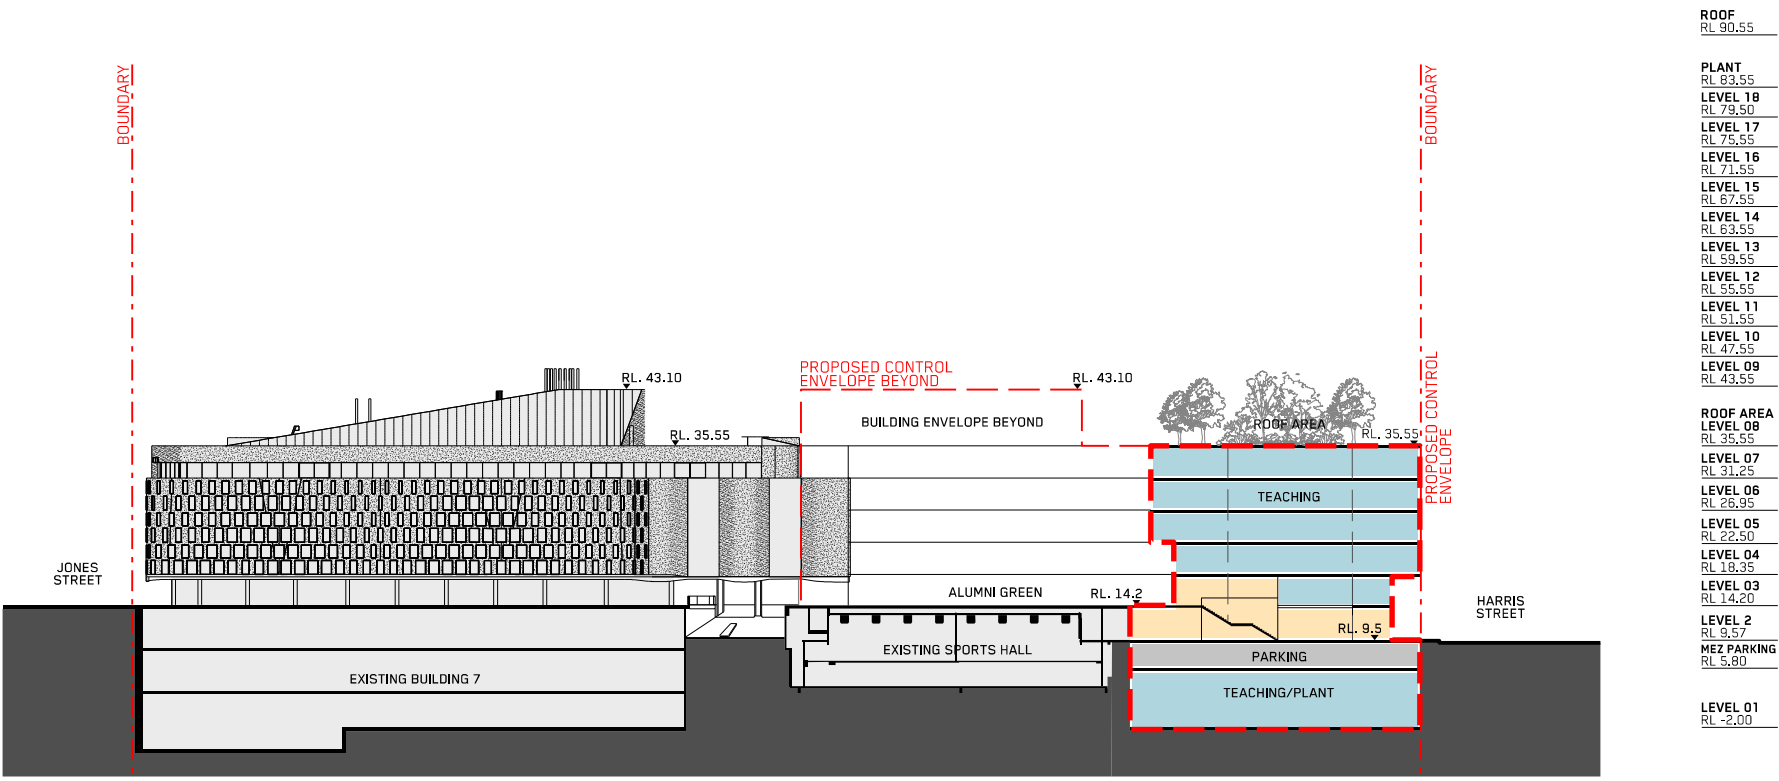 ROOF
RL 90.55
PLANT
RL 83.55
LEVEL 18
RL 79.50
LEVEL 17
RL 75.55
LEVEL 16
RL 71.55
LEVEL 15
RL 67.55
LEVEL 14
RL 63.55
LEVEL 13
RL 59.55
LEVEL 12
RL 55.55
LEVEL 11
RL 51.55
LEVEL 10
RL 47.55
LEVEL 09
RL 43.55
ROOF AREA
LEVEL 08
RL 35.55
LEVEL 07
RL 31.25
LEVEL 06
RL 26.95
LEVEL 05
RL 22.50
LEVEL 04
RL 18.35
LEVEL 03
RL 14.20
LEVEL 2
RL 9.57
MEZ PARKING
RL 5.80
LEVEL 01
RL -2.00
BOUNDARY
BOUNDARY
PROPOSED CONTROL
ENVELOPE BEYOND
RL. 43.10
RL. 43.10
PROPOSED CONTROL
ENVELOPE
BUILDING ENVELOPE BEYOND
ROOF AREA
RL. 35.55
RL. 35.55
TEACHING
JONES
STREET
ALUMNI GREEN
RL. 14.2
HARRIS
STREET
RL. 9.5
EXISTING SPORTS HALL
PARKING
EXISTING BUILDING 7
TEACHING/PLANT